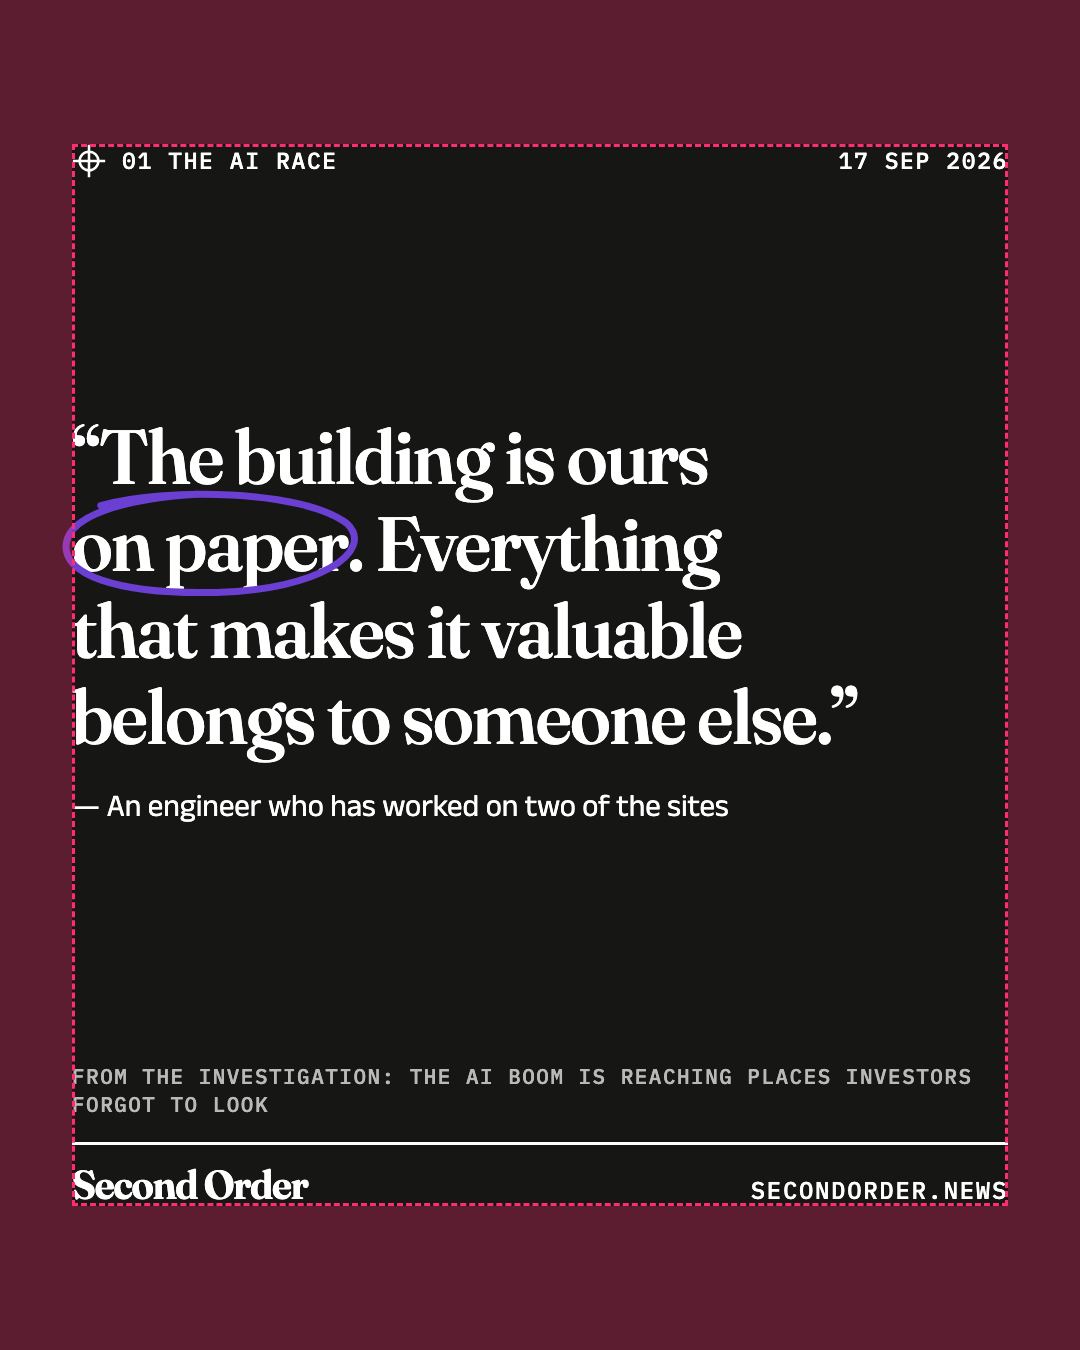 01 THE AI RACE
17 SEP 2026
“The building is ours
on paper. Everything
that makes it valuable
belongs to someone else.”
— An engineer who has worked on two of the sites
FROM THE INVESTIGATION: THE AI BOOM IS REACHING PLACES INVESTORS
FORGOT TO LOOK
Second Order
SECONDORDER.NEWS